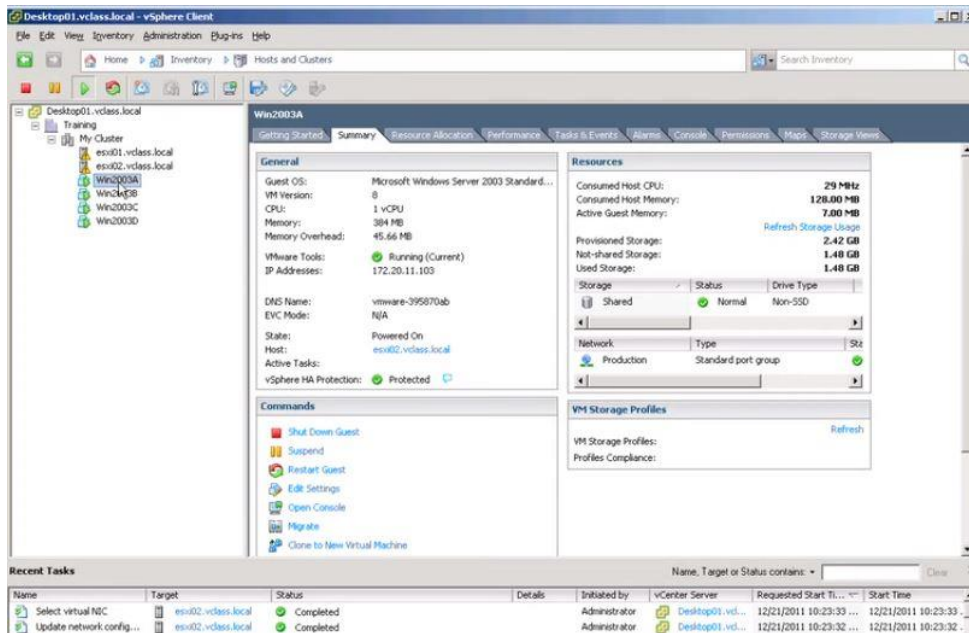 Desktop01.vclass.local - vSphere Client
File Edit View Inventory Administration Plug-ins Help
Home Inventory Hosts and Clusters
Search Inventory
Desktop01.vclass.local
Training
My Cluster
esxi01.vclass.local
esxi02.vclass.local
Win2003A
Win2003B
Win2003C
Win2003D
Win2003A
Getting Started Summary Resource Allocation Performance Tasks & Events Alarms Console Permissions Maps Storage Views
General
Guest OS: Microsoft Windows Server 2003 Standard...
VM Version: 8
CPU: 1 vCPU
Memory: 384 MB
Memory Overhead: 45.66 MB
VMware Tools: Running (Current)
IP Addresses: 172.20.11.103
DNS Name: vmware-395870ab
EVC Mode: N/A
State: Powered On
Host: esxi02.vclass.local
Active Tasks:
vSphere HA Protection: Protected
Resources
Consumed Host CPU: 29 MHz
Consumed Host Memory: 128.00 MB
Active Guest Memory: 7.00 MB
Refresh Storage Usage
Provisioned Storage: 2.42 GB
Not-shared Storage: 1.48 GB
Used Storage: 1.48 GB
Storage Status Drive Type
Shared Normal Non-SSD
Network Type Sta
Production Standard port group
Commands
Shut Down Guest
Suspend
Restart Guest
Edit Settings
Open Console
Migrate
Clone to New Virtual Machine
VM Storage Profiles
Refresh
VM Storage Profiles:
Profiles Compliance:
Recent Tasks
Name, Target or Status contains: Clear
Name Target Status Details Initiated by vCenter Server Requested Start Ti... Start Time
Select virtual NIC esxi02.vclass.local Completed Administrator Desktop01.vcl... 12/21/2011 10:23:33 ... 12/21/2011 10:23:33 .
Update network config... esxi02.vclass.local Completed Administrator Desktop01.vcl... 12/21/2011 10:23:32 ... 12/21/2011 10:23:32 .